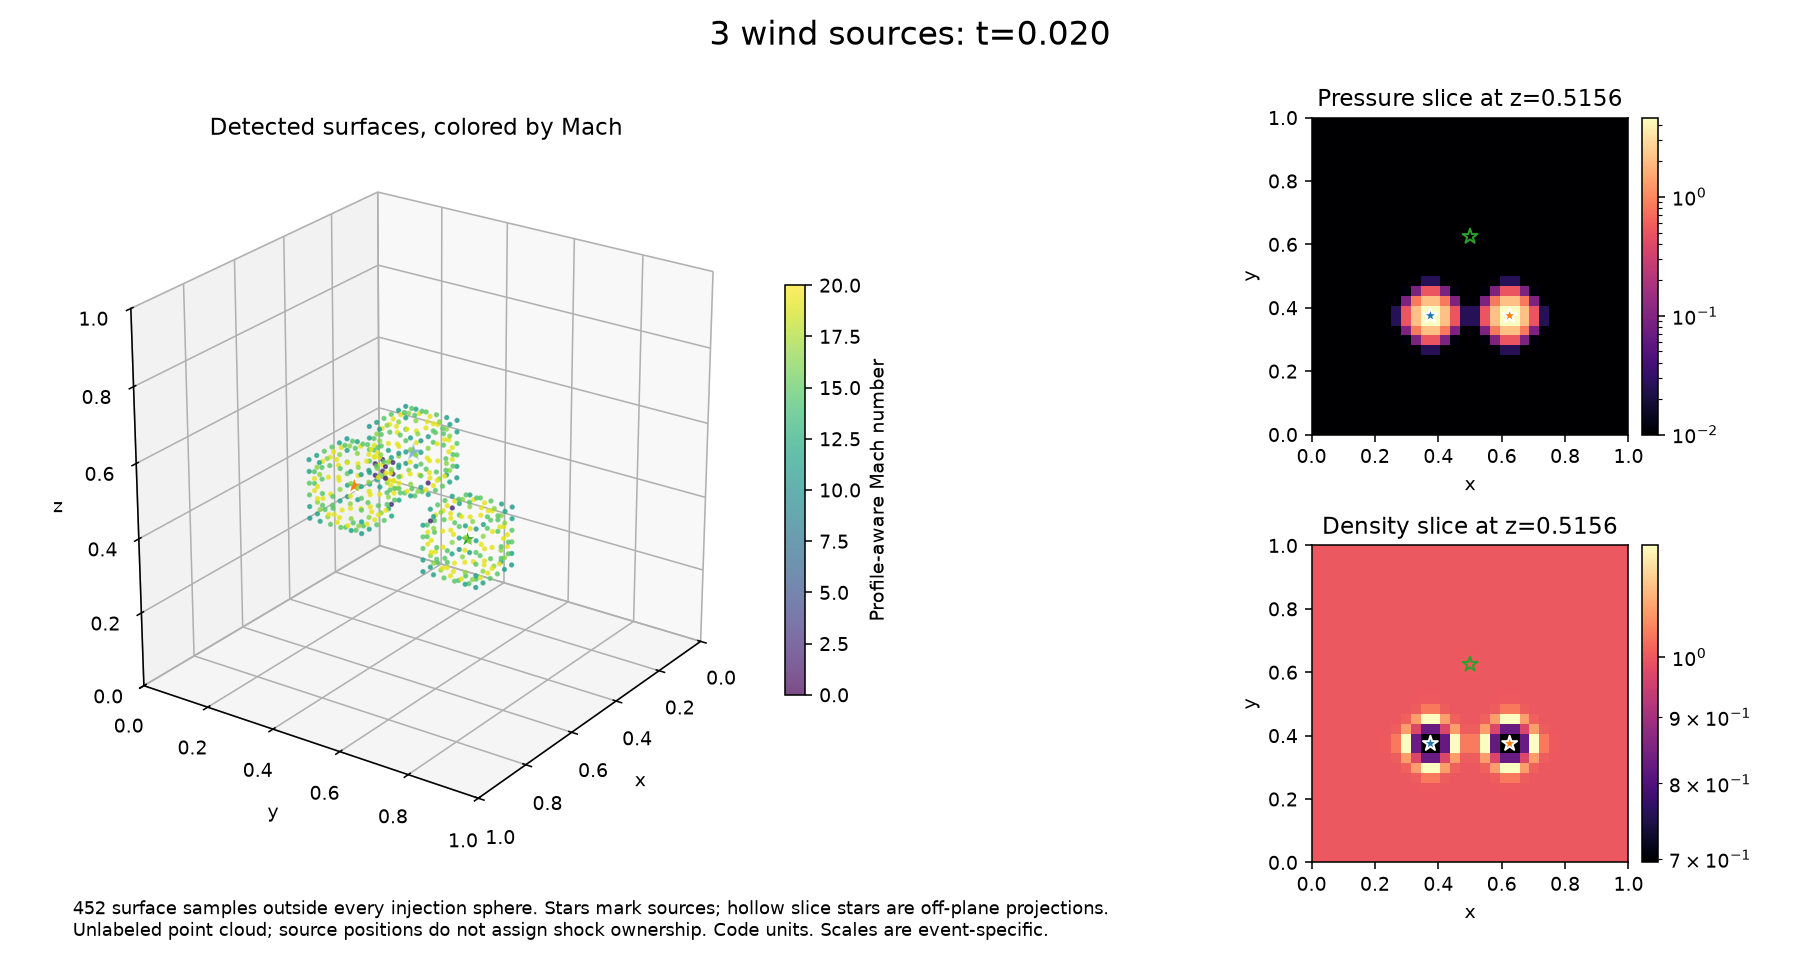 3 wind sources: t=0.020
Detected surfaces, colored by Mach
1.0
0.8
0.6
0.4
0.2
0.0
z
0.0
0.2
0.4
0.6
0.8
1.0
y
1.0
0.8
0.6
0.4
0.2
0.0
x
20.0
17.5
15.0
12.5
10.0
7.5
5.0
2.5
0.0
Profile-aware Mach number
Pressure slice at z=0.5156
1.0
0.8
0.6
0.4
0.2
0.0
y
0.0 0.2 0.4 0.6 0.8 1.0
x
10⁰
10⁻¹
10⁻²
Density slice at z=0.5156
1.0
0.8
0.6
0.4
0.2
0.0
y
0.0 0.2 0.4 0.6 0.8 1.0
x
10⁰
9 × 10⁻¹
8 × 10⁻¹
7 × 10⁻¹
452 surface samples outside every injection sphere. Stars mark sources; hollow slice stars are off-plane projections.
Unlabeled point cloud; source positions do not assign shock ownership. Code units. Scales are event-specific.